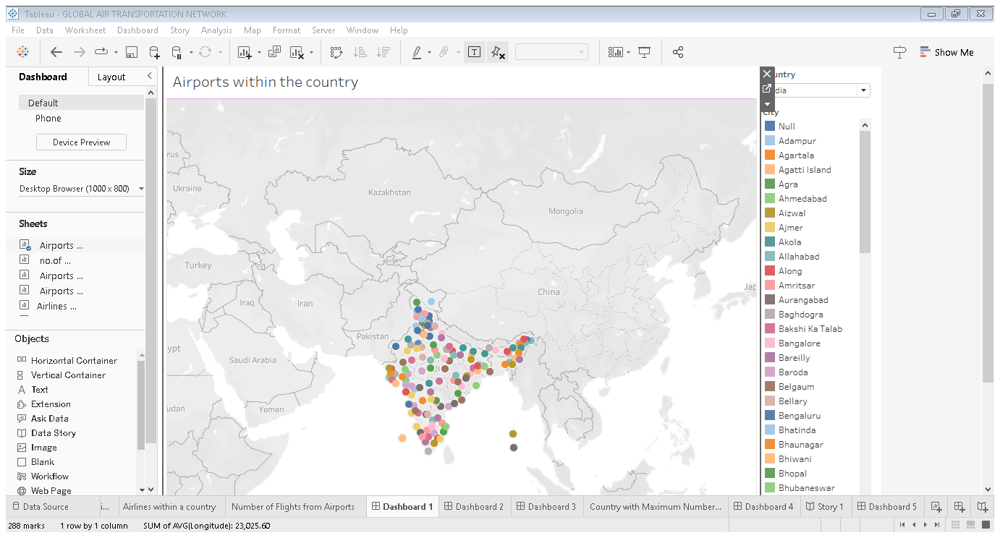 Tableau - GLOBAL AIR TRANSPORTATION NETWORK
File Data Worksheet Dashboard Story Analysis Map Format Server Window Help
T
Show Me
Dashboard Layout
Default
Phone
Device Preview
Size
Desktop Browser (1000 x 800)
Sheets
Airports ...
no.of ...
Airports ...
Airports ...
Airlines ...
Objects
Horizontal Container
Vertical Container
A Text
Extension
Ask Data
Data Story
Image
Blank
Workflow
Web Page
Airports within the country
rus
Ukraine
Kazakhstan
Mongolia
Turkey
China
Jap
Iraq
Iran
Pakistan
ypt
Saudi Arabia
di
udan
Yemen
untry
dia
City
Null
Adampur
Agartala
Agatti Island
Agra
Ahmedabad
Aizwal
Ajmer
Akola
Allahabad
Along
Amritsar
Aurangabad
Baghdogra
Bakshi Ka Talab
Bangalore
Bareilly
Baroda
Belgaum
Bellary
Bengaluru
Bhatinda
Bhaunagar
Bhiwani
Bhopal
Bhubaneswar
Data Source i... Airlines within a country Number of Flights from Airports Dashboard 1 Dashboard 2 Dashboard 3 Country with Maximum Number... Dashboard 4 Story 1 Dashboard 5
288 marks 1 row by 1 column SUM of AVG(Longitude): 23,025.60